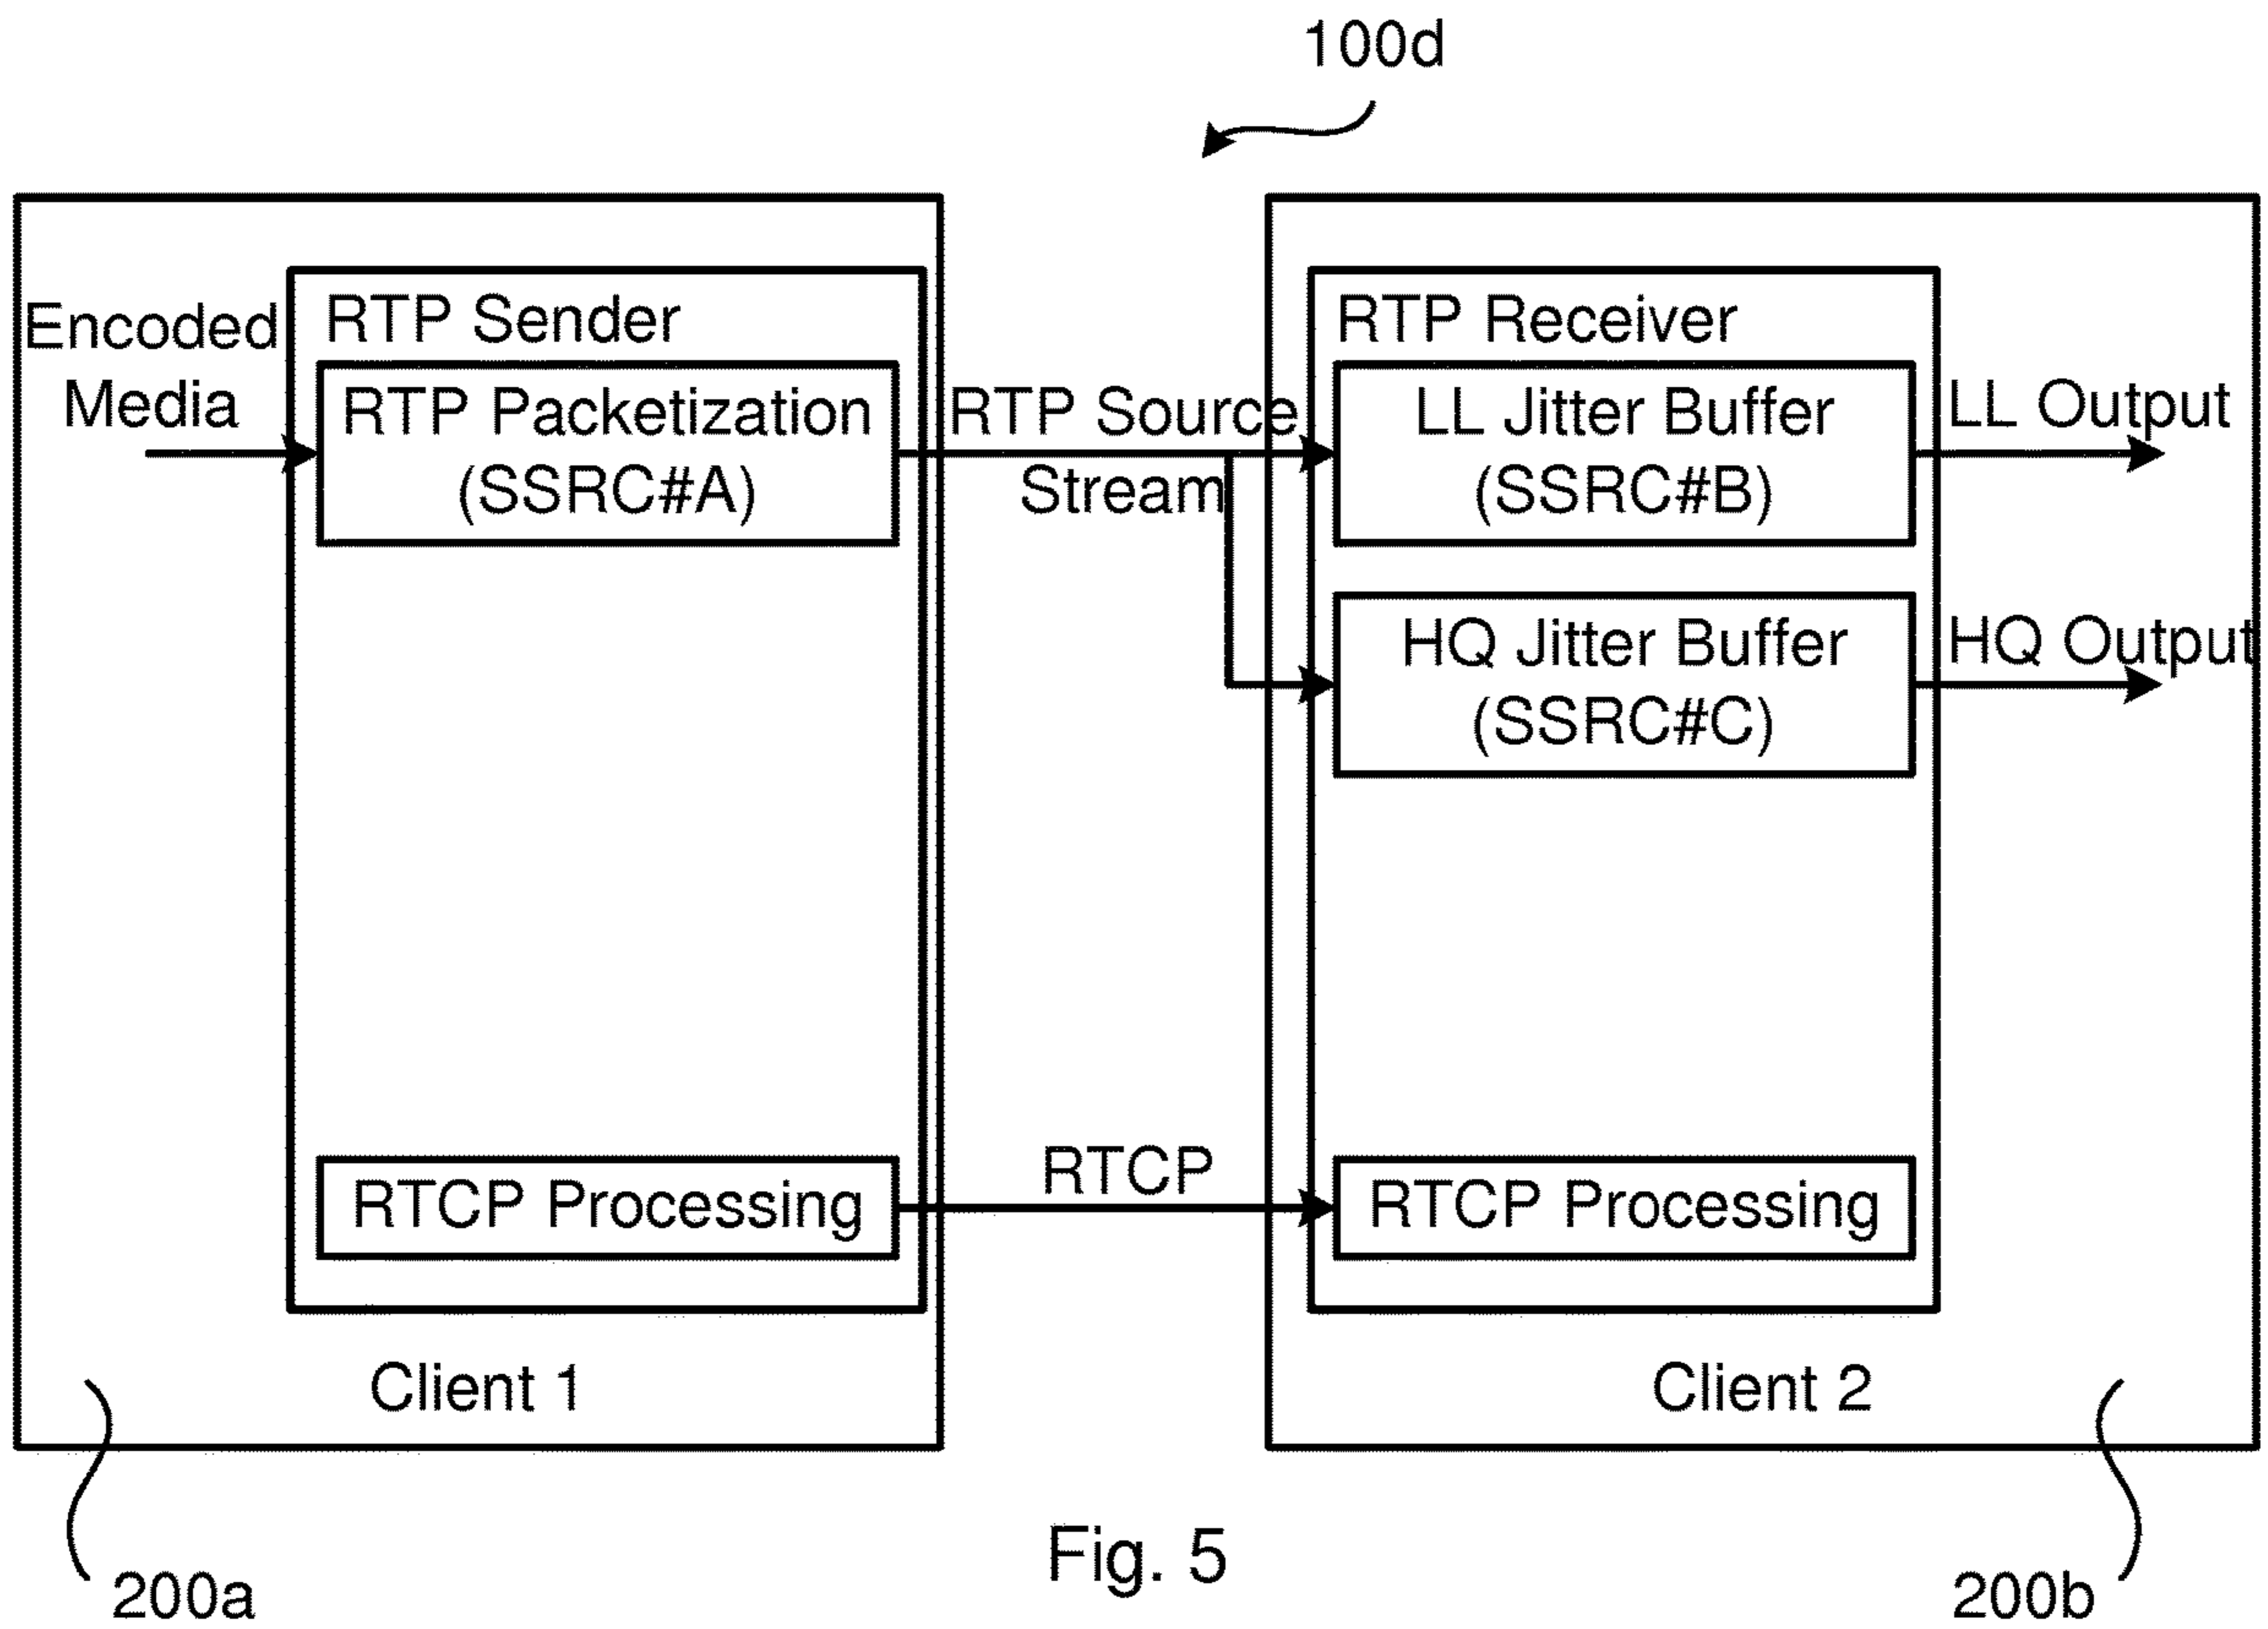 100d
Encoded
Media
RTP Sender
RTP Packetization
(SSRC#A)
RTP Source
Stream
RTP Receiver
LL Jitter Buffer
(SSRC#B)
LL Output
HQ Jitter Buffer
(SSRC#C)
HQ Output
RTCP Processing
RTCP
RTCP Processing
Client 1
Client 2
200a
Fig. 5
200b